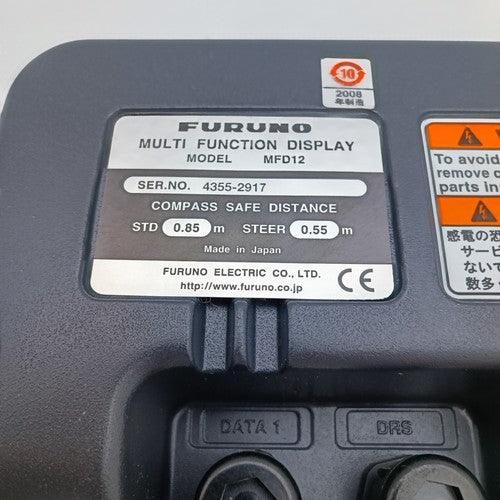 10
2008
年制造
FURUNO
MULTI FUNCTION DISPLAY
MODEL MFD12
SER.NO. 4355-2917
COMPASS SAFE DISTANCE
STD 0.85 m STEER 0.55 m
Made in Japan
FURUNO ELECTRIC CO., LTD.
http://www.furuno.co.jp
CE
To avoid
remove c
parts in
感電の恐
サービ
ないで
数多く
DATA 1
DRS